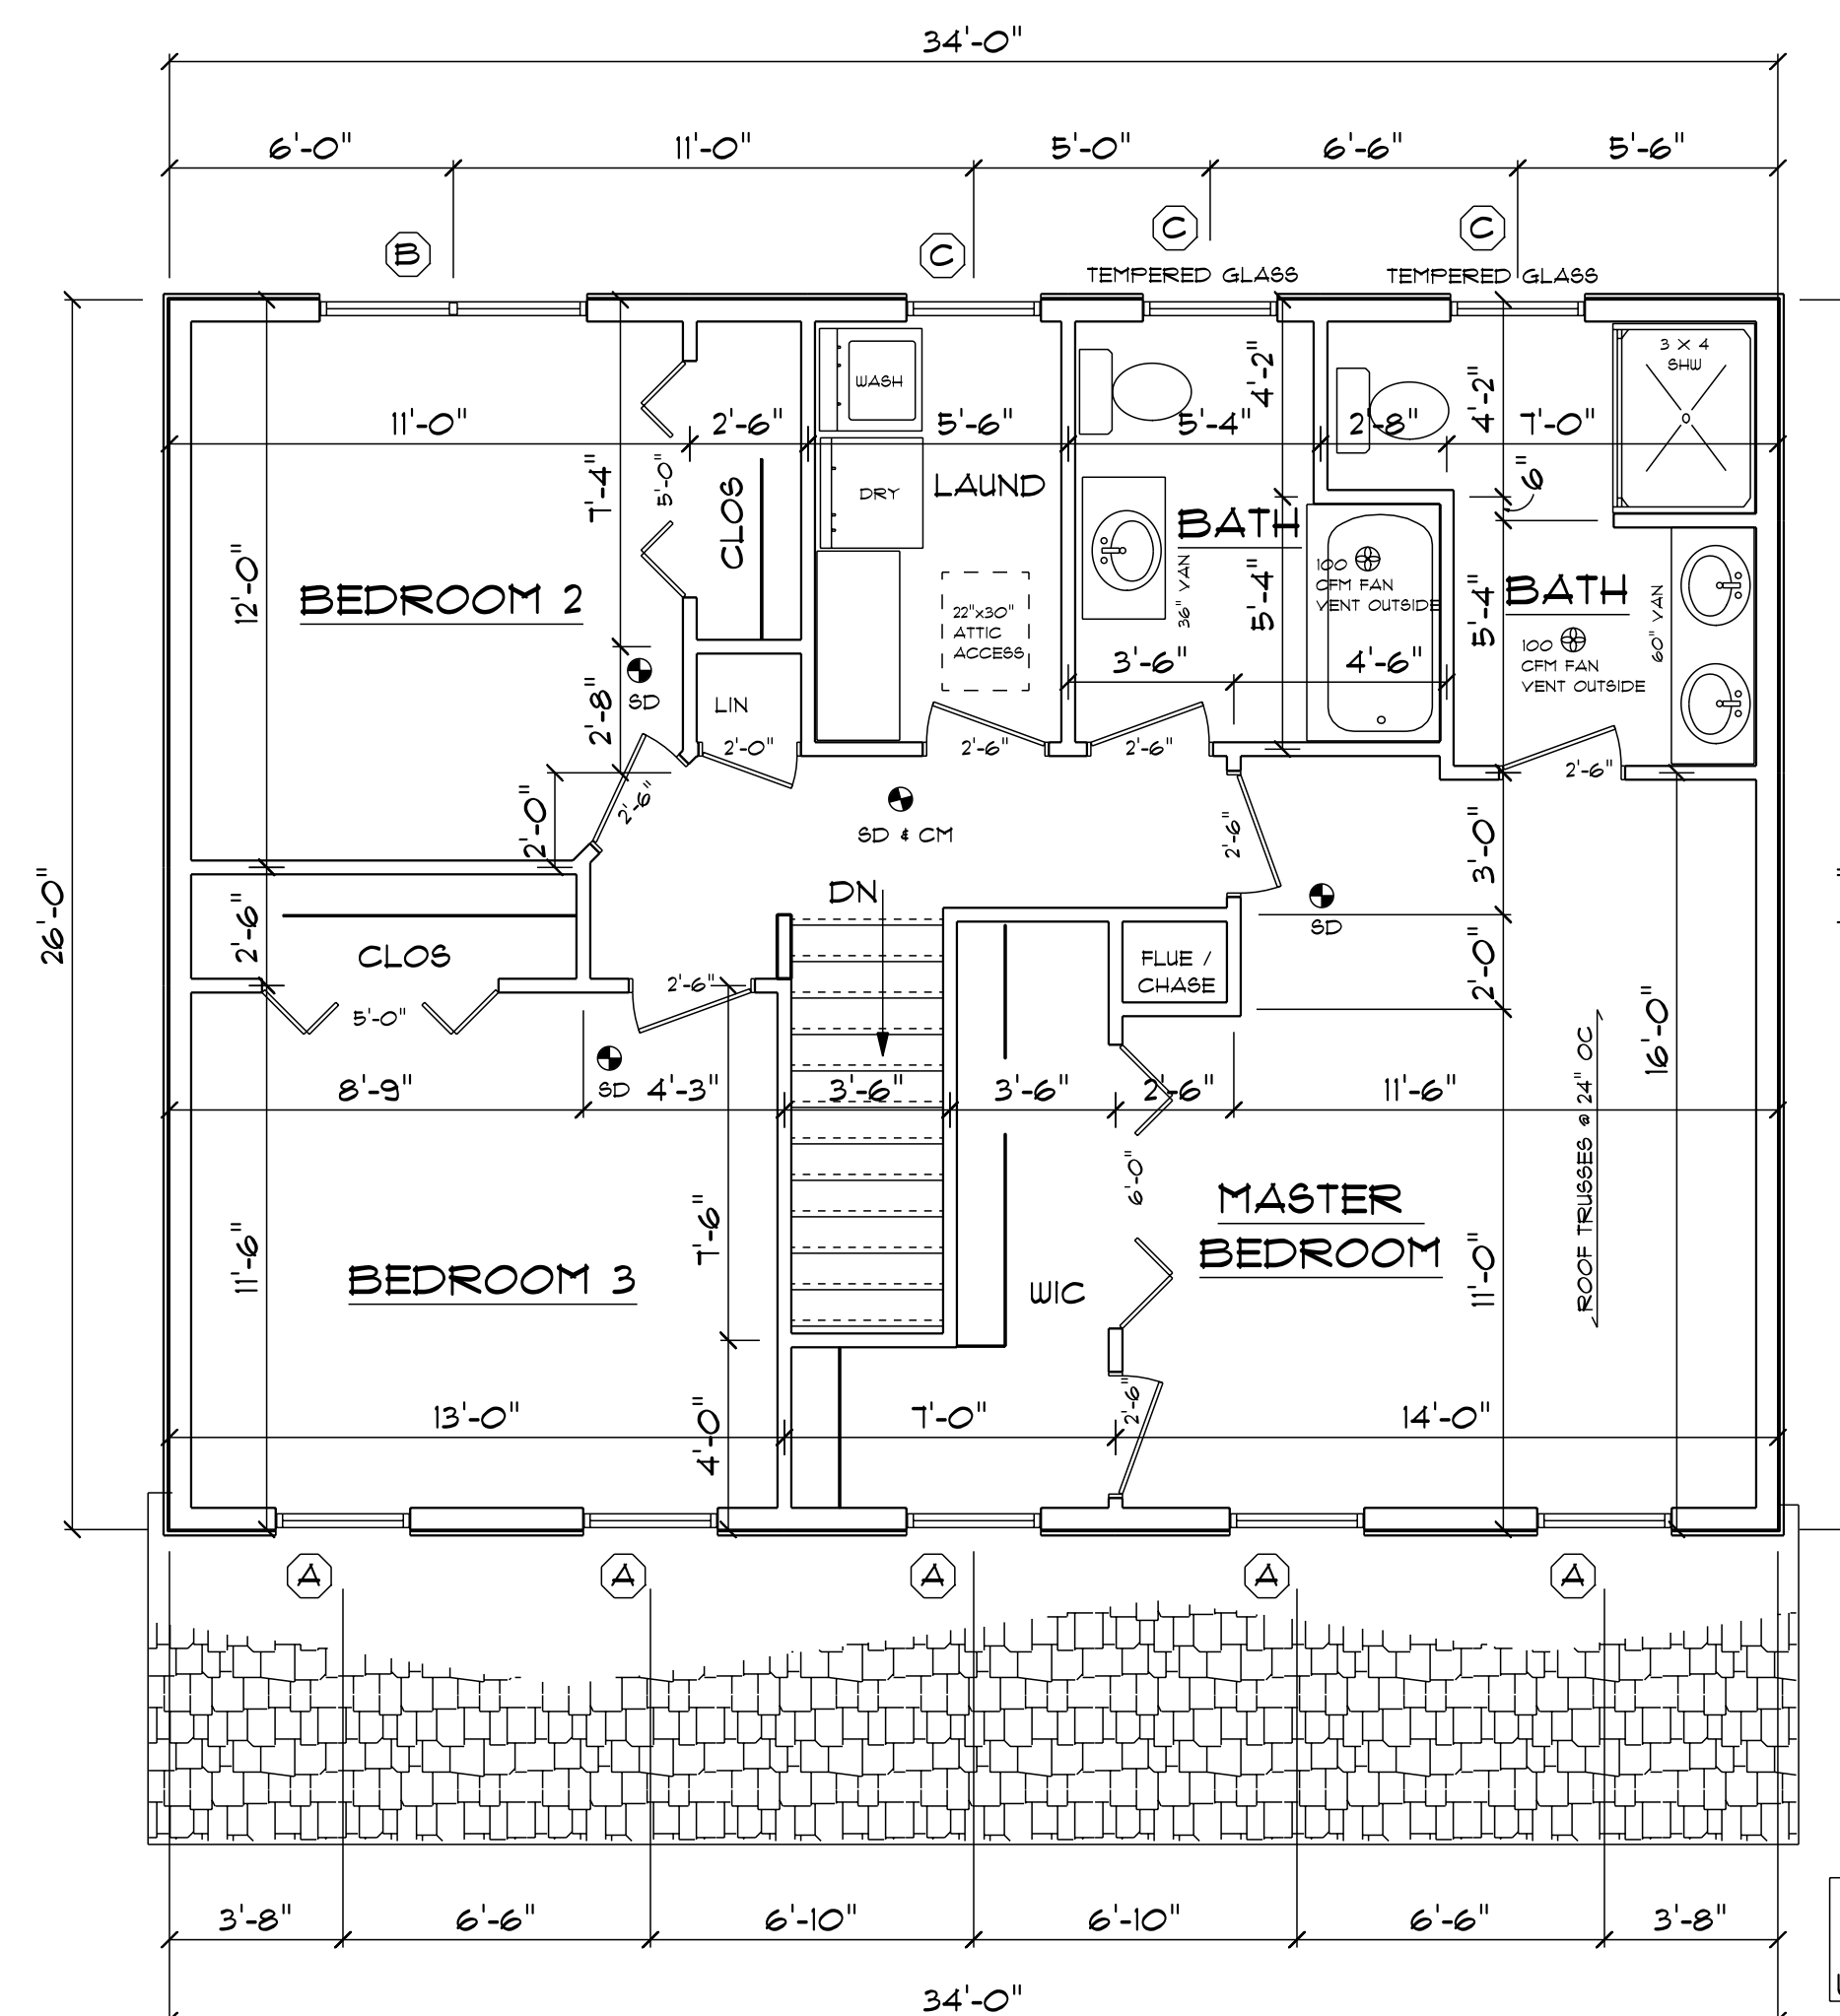 34'-0"
6'-0" 11'-0" 5'-0" 6'-6" 5'-6"
B C C C
TEMPERED GLASS TEMPERED GLASS
3 X 4
SHW
WASH
4'-2" 4'-2"
11'-0" 2'-6" 5'-6" 5'-4" 2'-8" 7'-0"
7'-4" 5'-0" CLOS DRY LAUND 6"
BATH
12'-0"
BEDROOM 2
100
CFM FAN
VENT OUTSIDE
36" VAN 5'-4" 5'-4"
BATH
60" VAN
22"x30"
ATTIC
ACCESS
100
CFM FAN
VENT OUTSIDE
3'-6" 4'-6"
SD
2'-8"
LIN
2'-0" 2'-6" 2'-6" 2'-6"
2'-6"
2'-0"
SD & CM
2'-6"
3'-0"
26'-0"
DN
SD
2'-6"
CLOS
FLUE /
CHASE
2'-0"
2'-6"
5'-0"
16'-0"
SD
8'-9" 4'-3" 3'-6" 3'-6" 2'-6" 11'-6"
ROOF TRUSSES @ 24" OC
6'-0"
MASTER
BEDROOM
7'-6"
11'-6"
BEDROOM 3
WIC
11'-0"
2'-6"
13'-0" 7'-0" 14'-0"
4'-0"
A A A A A
3'-8" 6'-6" 6'-10" 6'-10" 6'-6" 3'-8"
34'-0"